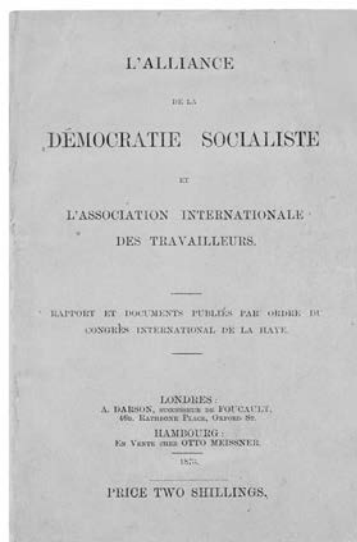 L'ALLIANCE
DE LA
DÉMOCRATIE SOCIALISTE
ET
L'ASSOCIATION INTERNATIONALE
DES TRAVAILLEURS.
RAPPORT ET DOCUMENTS PUBLIÉS PAR ORDRE DU
CONGRÈS INTERNATIONAL DE LA HAYE.
LONDRES:
A. DARSON, SUCCESSEUR DE FOUCAULT,
RATHBONE PLACE, OXFORD ST.
HAMBOURG:
EN VENTE CHEZ OTTO MEISSNER.
1873.
PRICE TWO SHILLINGS.